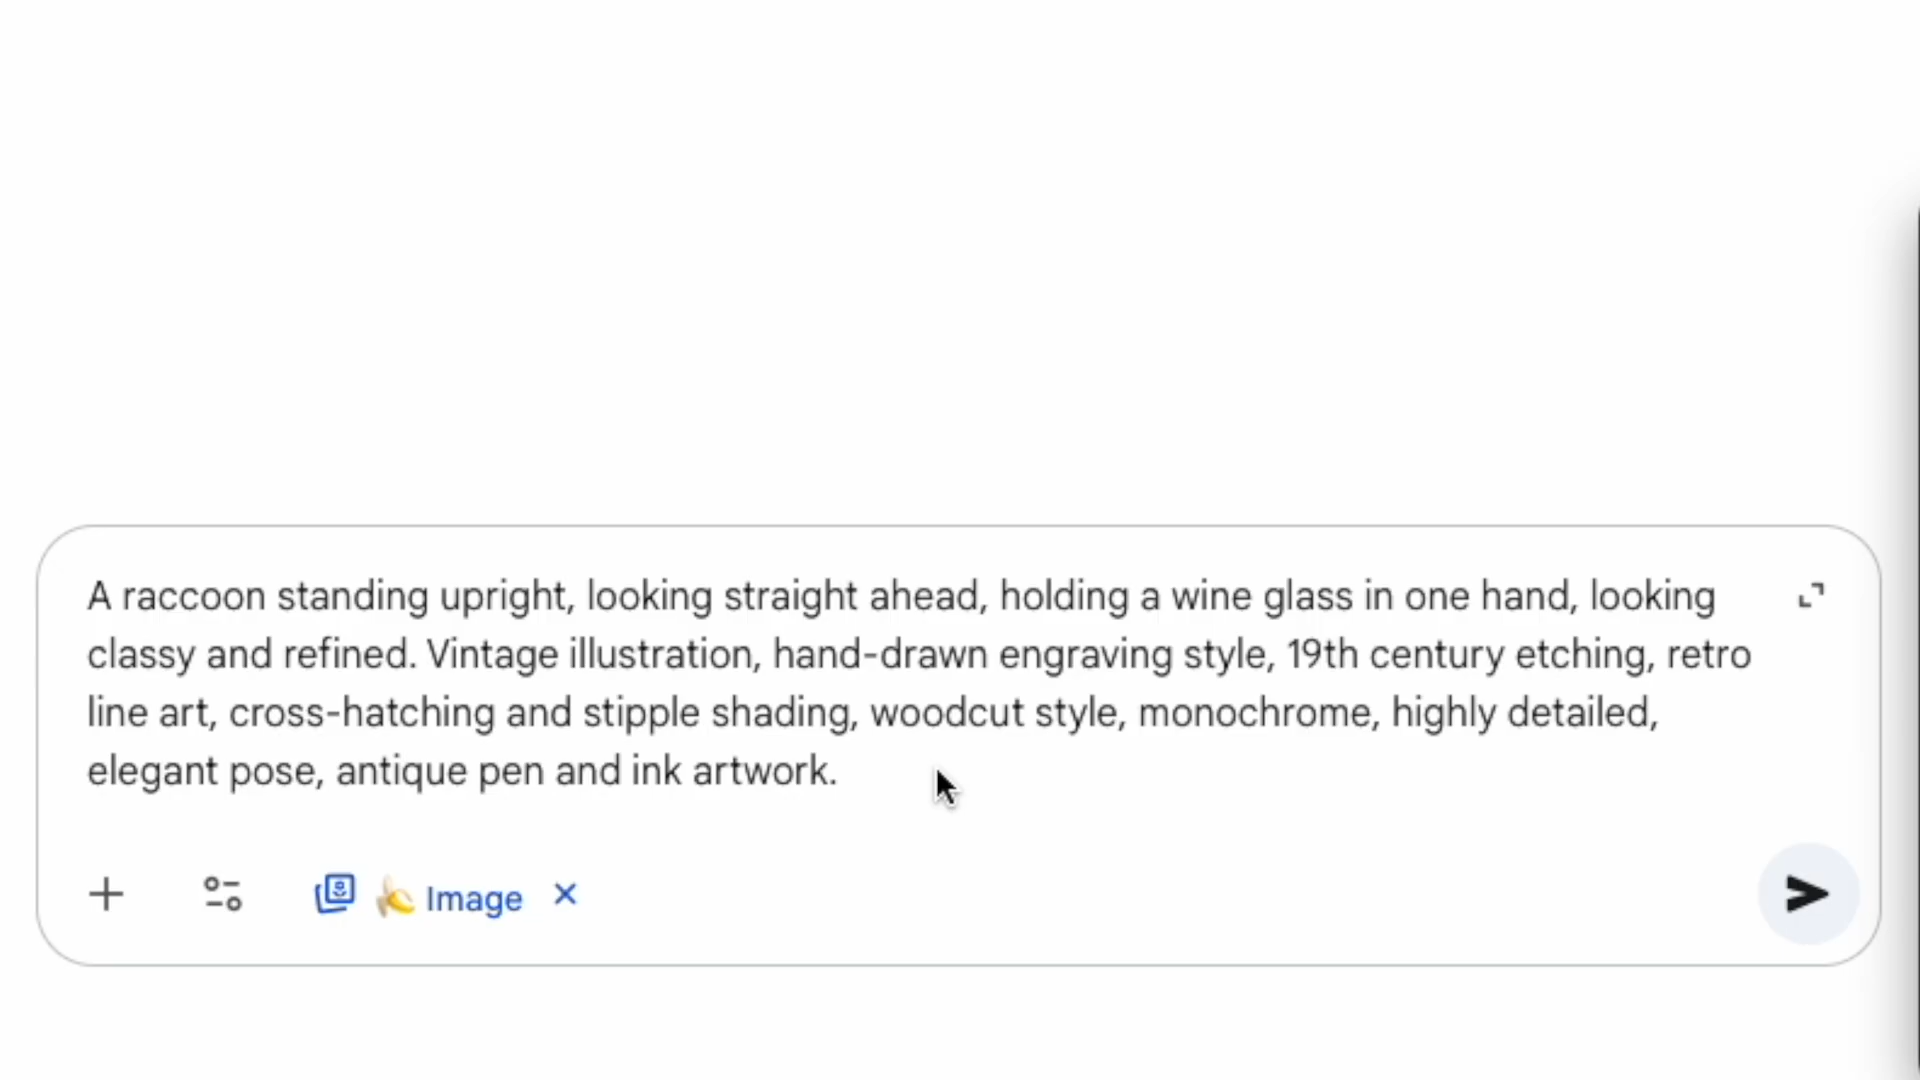 A raccoon standing upright, looking straight ahead, holding a wine glass in one hand, looking
classy and refined. Vintage illustration, hand-drawn engraving style, 19th century etching, retro
line art, cross-hatching and stipple shading, woodcut style, monochrome, highly detailed,
elegant pose, antique pen and ink artwork.
Image